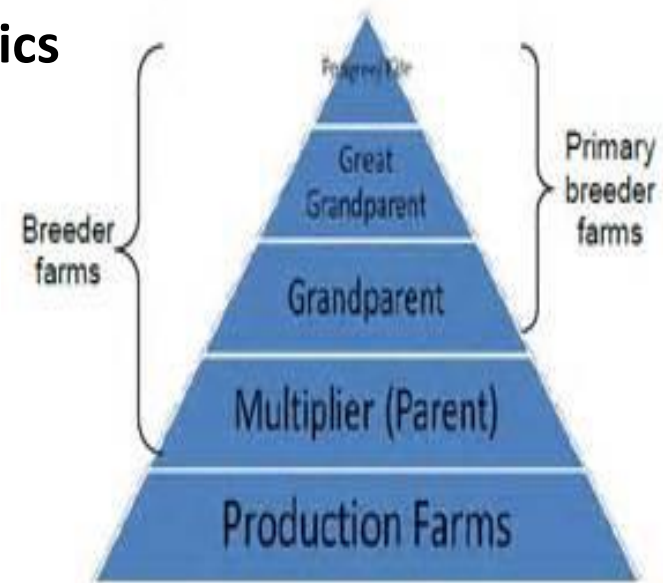 ics
Great
Grandparent
Primary
breeder
farms
Breeder
farms
Grandparent
Multiplier (Parent)
Production Farms